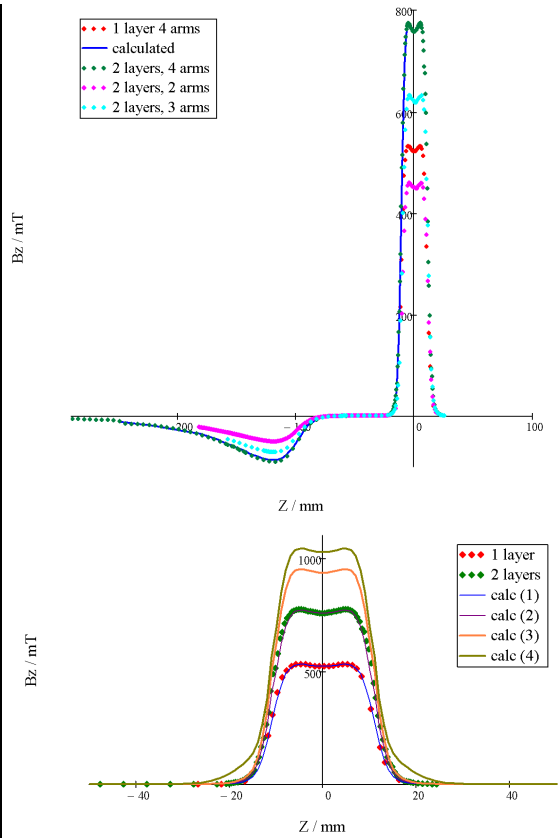 800
1 layer 4 arms
calculated
2 layers, 4 arms
2 layers, 2 arms
2 layers, 3 arms
600
Bz / mT
400
200
− 200
− 100
0
100
Z / mm
1 layer
2 layers
calc (1)
calc (2)
calc (3)
calc (4)
1000
Bz / mT
500
− 40
− 20
0
20
40
Z / mm